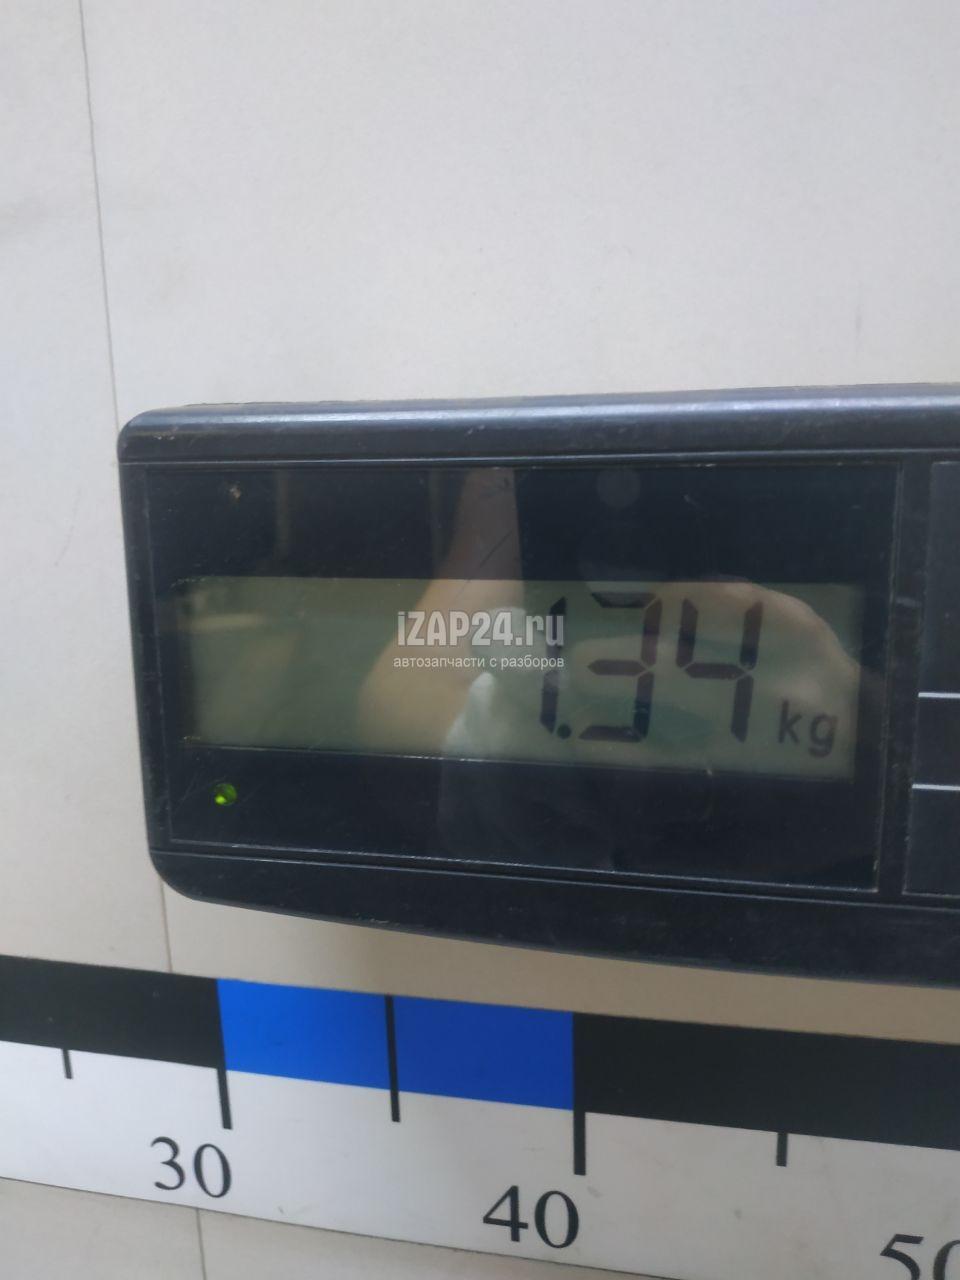 iZAP24.ru
автозапчасти с разборов
1.34 kg
30
40
50